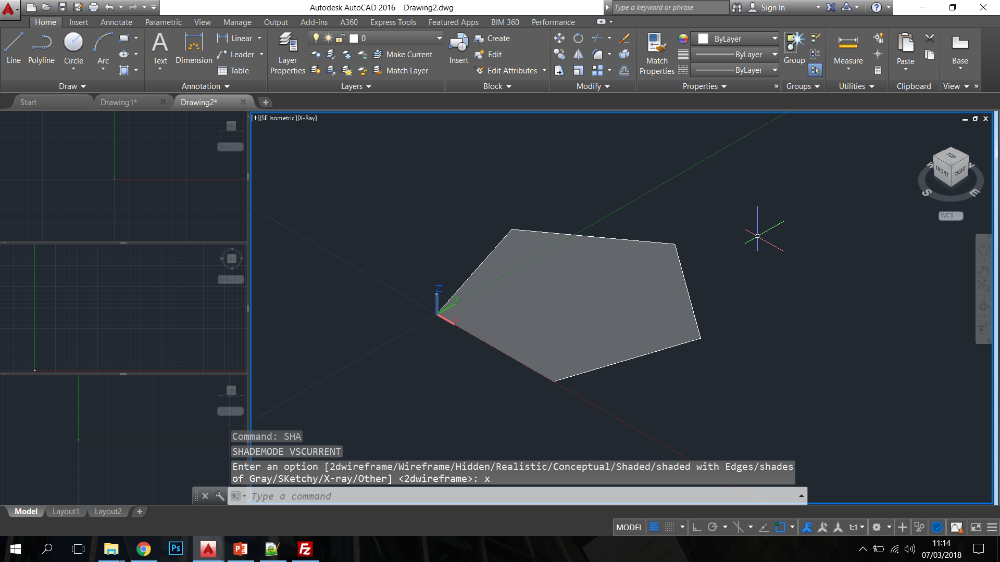 Autodesk AutoCAD 2016 Drawing2.dwg
Type a keyword or phrase
Sign In
Home Insert Annotate Parametric View Manage Output Add-ins A360 Express Tools Featured Apps BIM 360 Performance
Line Polyline Circle Arc
Draw
Text Dimension
Linear
Leader
Table
Annotation
Layer
Properties
0
Make Current
Match Layer
Layers
Insert
Create
Edit
Edit Attributes
Block
Modify
Match
Properties
ByLayer
ByLayer
ByLayer
Properties
Group
Groups
Measure
Utilities
Paste
Clipboard
Base
View
Start Drawing1* Drawing2*
[+][SE Isometric][X-Ray]
TOP
FRONT RIGHT
W N
S E
WCS
N
W E
S
Z
Command: SHA
SHADEMODE VSCURRENT
Enter an option [2dwireframe/Wireframe/Hidden/Realistic/Conceptual/Shaded/shaded with Edges/shades
of Gray/SKetchy/X-ray/Other] <2dwireframe>: x
Type a command
Model Layout1 Layout2
MODEL
1:1
Ps
11:14
07/03/2018